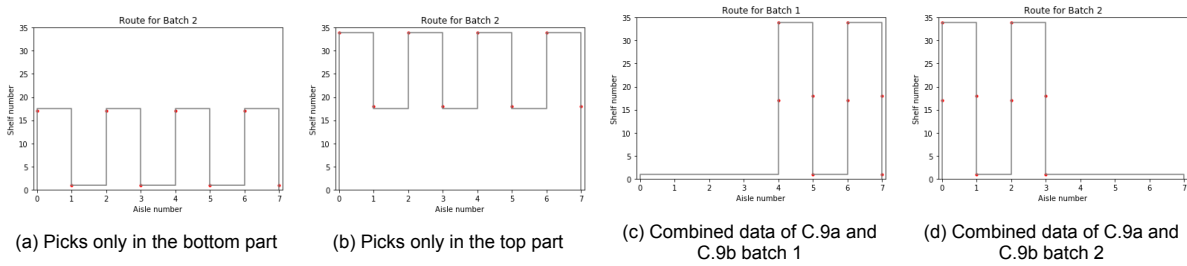 Route for Batch 2
35
30
25
20
15
10
5
0
Shelf number
0 1 2 3 4 5 6 7
Aisle number
(a) Picks only in the bottom part
Route for Batch 2
35
30
25
20
15
10
5
0
Shelf number
0 1 2 3 4 5 6 7
Aisle number
(b) Picks only in the top part
Route for Batch 1
35
30
25
20
15
10
5
0
Shelf number
0 1 2 3 4 5 6 7
Aisle number
(c) Combined data of C.9a and
C.9b batch 1
Route for Batch 2
35
30
25
20
15
10
5
0
Shelf number
0 1 2 3 4 5 6 7
Aisle number
(d) Combined data of C.9a and
C.9b batch 2